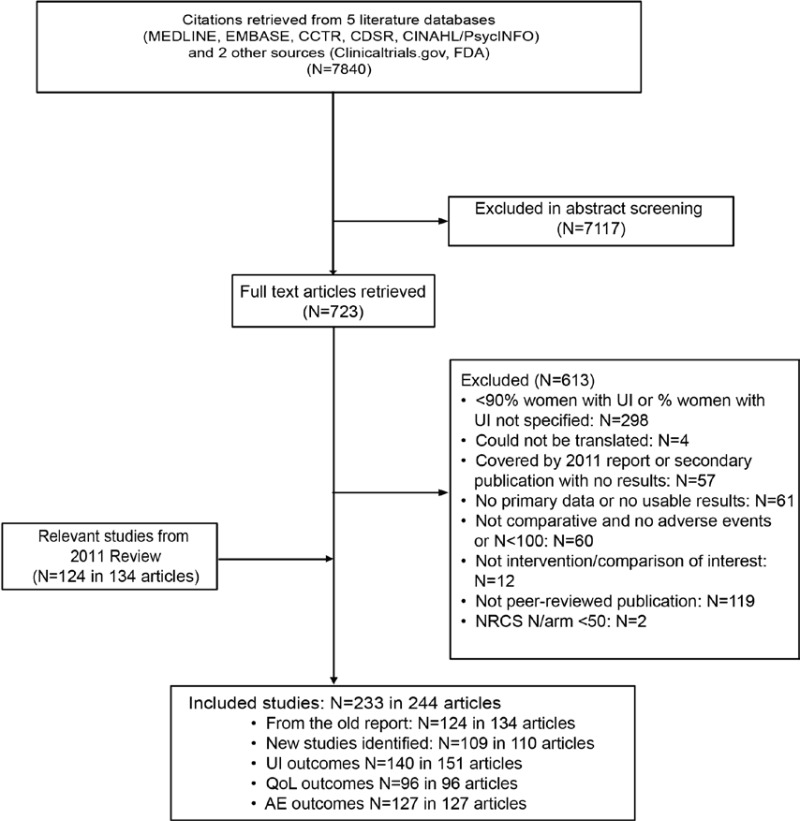 Citations retrieved from 5 literature databases
(MEDLINE, EMBASE, CCTR, CDSR, CINAHL/PsycINFO)
and 2 other sources (Clinicaltrials.gov, FDA)
(N=7840)
Excluded in abstract screening
(N=7117)
Full text articles retrieved
(N=723)
Excluded (N=613)
• <90% women with UI or % women with
UI not specified: N=298
• Could not be translated: N=4
• Covered by 2011 report or secondary
publication with no results: N=57
• No primary data or no usable results: N=61
• Not comparative and no adverse events
or N<100: N=60
• Not intervention/comparison of interest:
N=12
• Not peer-reviewed publication: N=119
• NRCS N/arm <50: N=2
Relevant studies from
2011 Review
(N=124 in 134 articles)
Included studies: N=233 in 244 articles
• From the old report: N=124 in 134 articles
• New studies identified: N=109 in 110 articles
• UI outcomes N=140 in 151 articles
• QoL outcomes N=96 in 96 articles
• AE outcomes N=127 in 127 articles